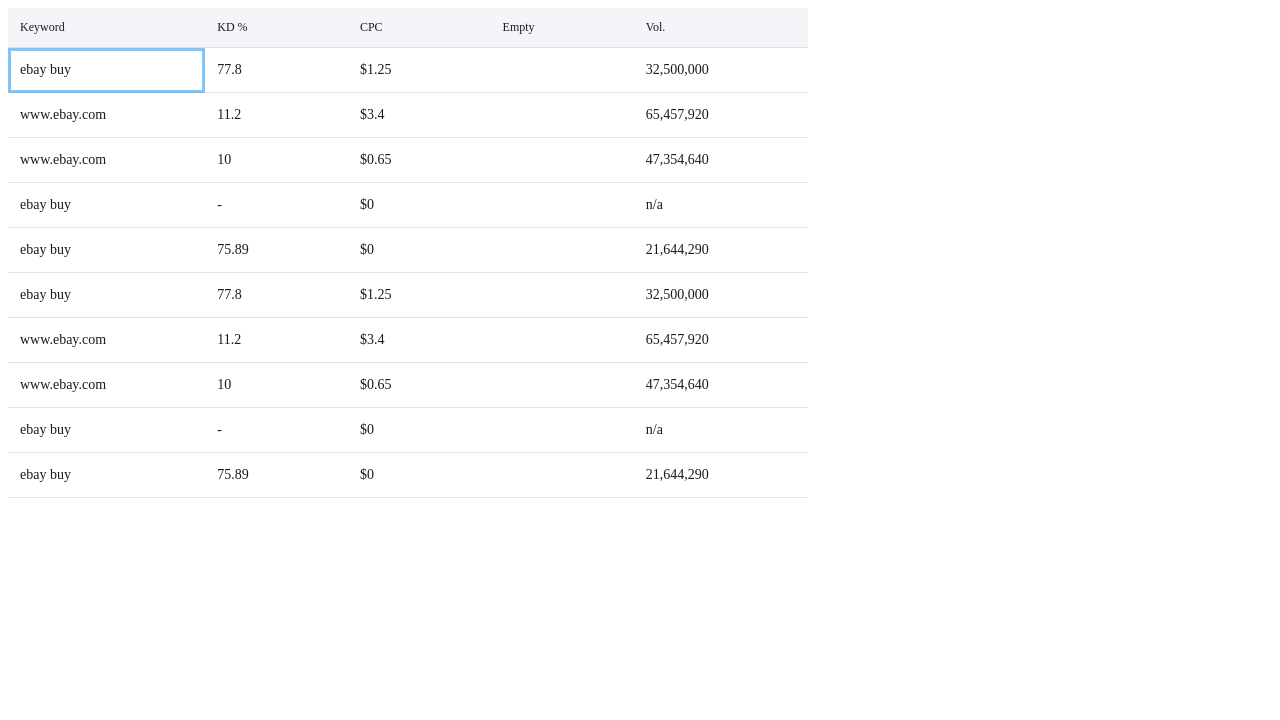 Keyword KD % CPC Empty Vol.
ebay buy 77.8 $1.25 32,500,000
www.ebay.com 11.2 $3.4 65,457,920
www.ebay.com 10 $0.65 47,354,640
ebay buy - $0 n/a
ebay buy 75.89 $0 21,644,290
ebay buy 77.8 $1.25 32,500,000
www.ebay.com 11.2 $3.4 65,457,920
www.ebay.com 10 $0.65 47,354,640
ebay buy - $0 n/a
ebay buy 75.89 $0 21,644,290